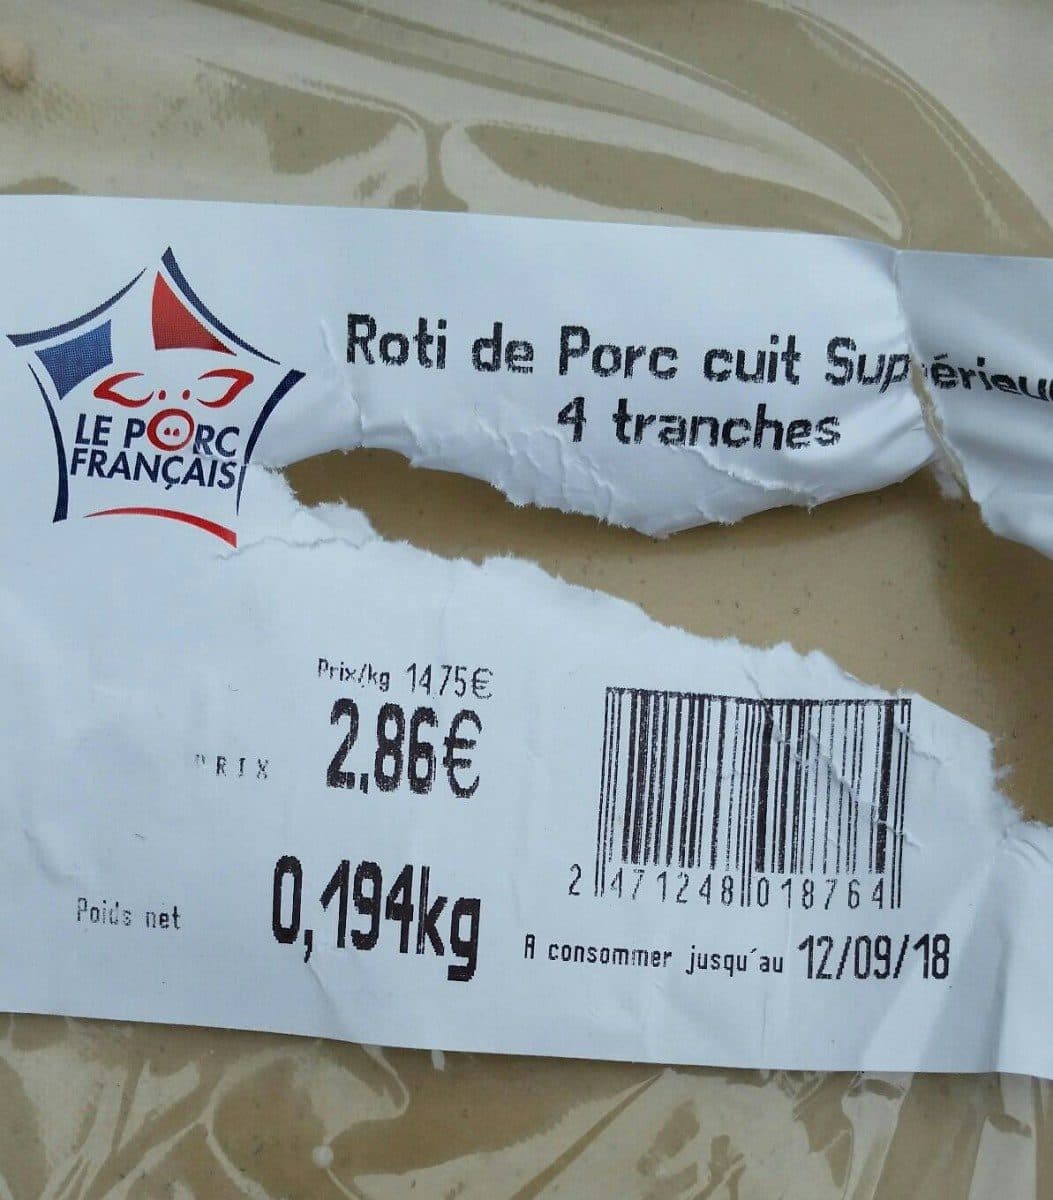 Roti de Porc cuit Supérieu
4 tranches
LE PORC
FRANÇAIS
Prix/kg 14.75€
PRIX 2.86€
2 471248 018764
Poids net 0,194kg
A consommer jusqu'au 12/09/18